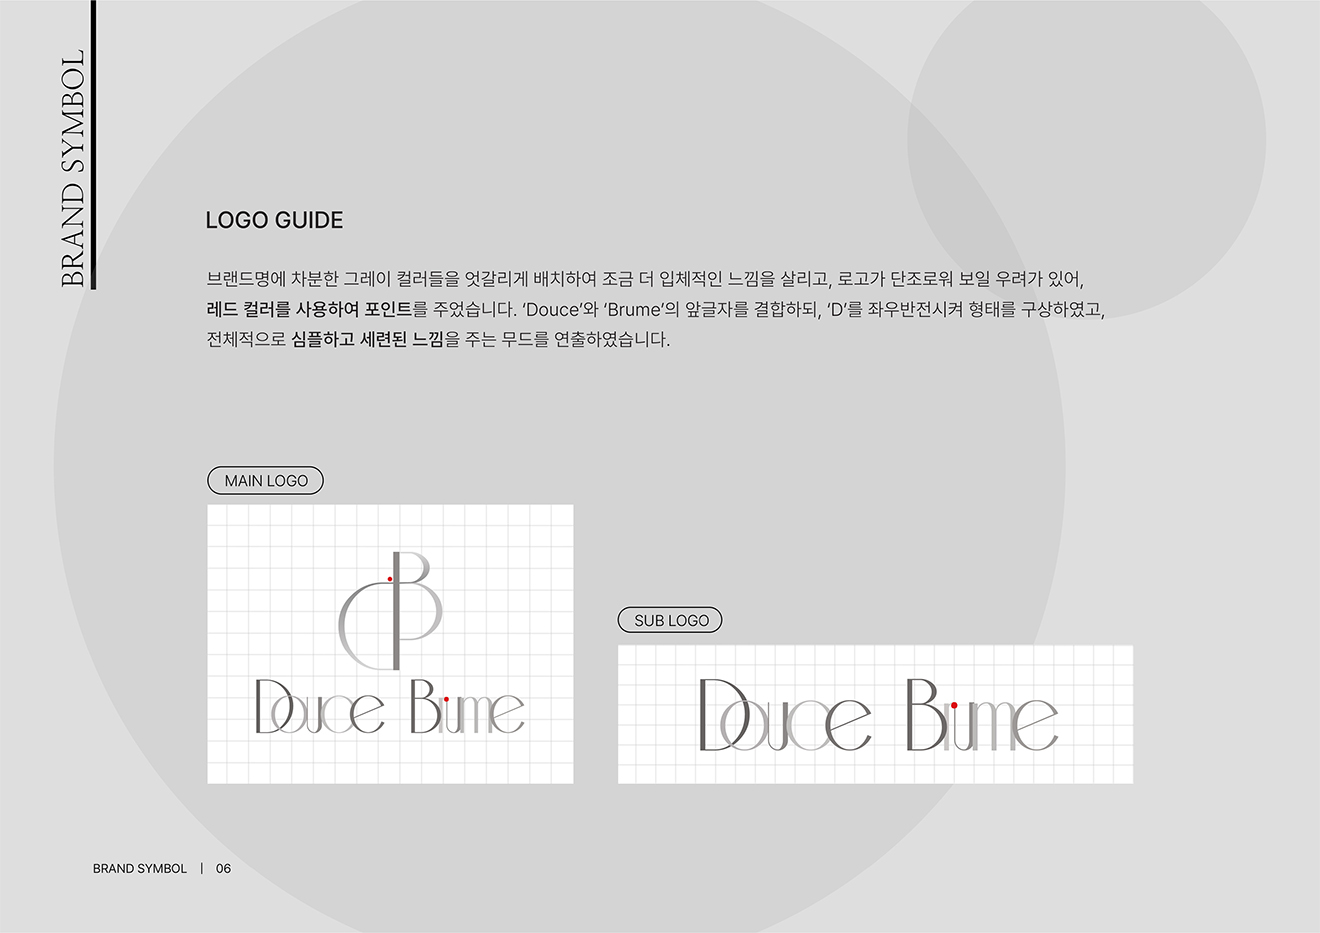 BRAND SYMBOL
LOGO GUIDE
브랜드명에 차분한 그레이 컬러들을 엇갈리게 배치하여 조금 더 입체적인 느낌을 살리고, 로고가 단조로워 보일 우려가 있어,
레드 컬러를 사용하여 포인트를 주었습니다. ‘Douce’와 ‘Brume’의 앞글자를 결합하되, ‘D’를 좌우반전시켜 형태를 구상하였고,
전체적으로 심플하고 세련된 느낌을 주는 무드를 연출하였습니다.
MAIN LOGO
Douce Brume
SUB LOGO
Douce Brume
BRAND SYMBOL | 06